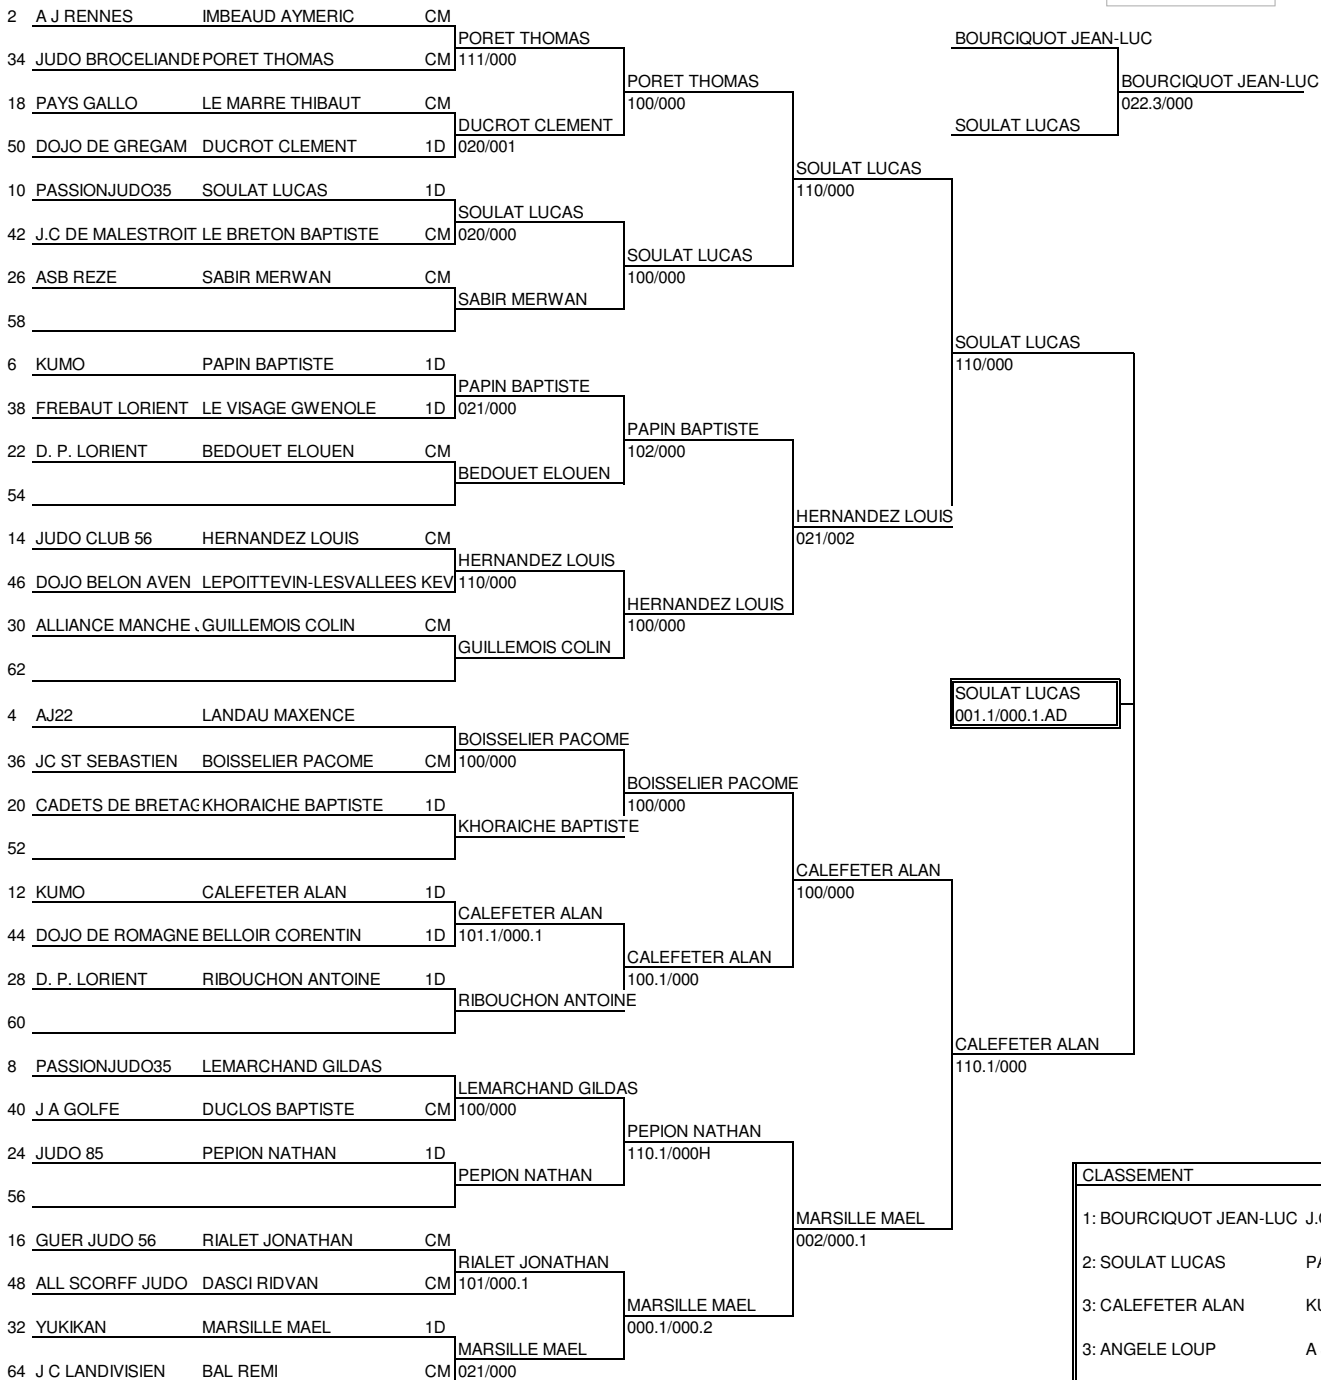 2 A J RENNES IMBEAUD AYMERIC CM
PORET THOMAS
BOURCIQUOT JEAN-LUC
34 JUDO BROCELIANDE PORET THOMAS CM 111/000
PORET THOMAS
BOURCIQUOT JEAN-LUC
18 PAYS GALLO LE MARRE THIBAUT CM
100/000
022.3/000
DUCROT CLEMENT
SOULAT LUCAS
50 DOJO DE GREGAM DUCROT CLEMENT 1D 020/001
SOULAT LUCAS
10 PASSIONJUDO35 SOULAT LUCAS 1D
110/000
SOULAT LUCAS
42 J.C DE MALESTROIT LE BRETON BAPTISTE CM 020/000
SOULAT LUCAS
26 ASB REZE SABIR MERWAN CM
100/000
SABIR MERWAN
58
SOULAT LUCAS
6 KUMO PAPIN BAPTISTE 1D
110/000
PAPIN BAPTISTE
38 FREBAUT LORIENT LE VISAGE GWENOLE 1D 021/000
PAPIN BAPTISTE
22 D. P. LORIENT BEDOUET ELOUEN CM
102/000
BEDOUET ELOUEN
54
HERNANDEZ LOUIS
14 JUDO CLUB 56 HERNANDEZ LOUIS CM
021/002
HERNANDEZ LOUIS
46 DOJO BELON AVEN LEPOITTEVIN-LESVALLEES KEV 110/000
HERNANDEZ LOUIS
30 ALLIANCE MANCHE J GUILLEMOIS COLIN CM
100/000
GUILLEMOIS COLIN
62
SOULAT LUCAS
4 AJ22 LANDAU MAXENCE
001.1/000.1.AD
BOISSELIER PACOME
36 JC ST SEBASTIEN BOISSELIER PACOME CM 100/000
BOISSELIER PACOME
20 CADETS DE BRETAG KHORAICHE BAPTISTE 1D
100/000
KHORAICHE BAPTISTE
52
CALEFETER ALAN
12 KUMO CALEFETER ALAN 1D
100/000
CALEFETER ALAN
44 DOJO DE ROMAGNE BELLOIR CORENTIN 1D 101.1/000.1
CALEFETER ALAN
28 D. P. LORIENT RIBOUCHON ANTOINE 1D
100.1/000
RIBOUCHON ANTOINE
60
CALEFETER ALAN
8 PASSIONJUDO35 LEMARCHAND GILDAS
110.1/000
LEMARCHAND GILDAS
40 J A GOLFE DUCLOS BAPTISTE CM 100/000
PEPION NATHAN
24 JUDO 85 PEPION NATHAN 1D
110.1/000H
PEPION NATHAN
CLASSEMENT
56
MARSILLE MAEL
1: BOURCIQUOT JEAN-LUC J.
16 GUER JUDO 56 RIALET JONATHAN CM
002/000.1
RIALET JONATHAN
2: SOULAT LUCAS PA
48 ALL SCORFF JUDO DASCI RIDVAN CM 101/000.1
MARSILLE MAEL
3: CALEFETER ALAN KU
32 YUKIKAN MARSILLE MAEL 1D
000.1/000.2
MARSILLE MAEL
3: ANGELE LOUP A
64 J C LANDIVISIEN BAL REMI CM 021/000